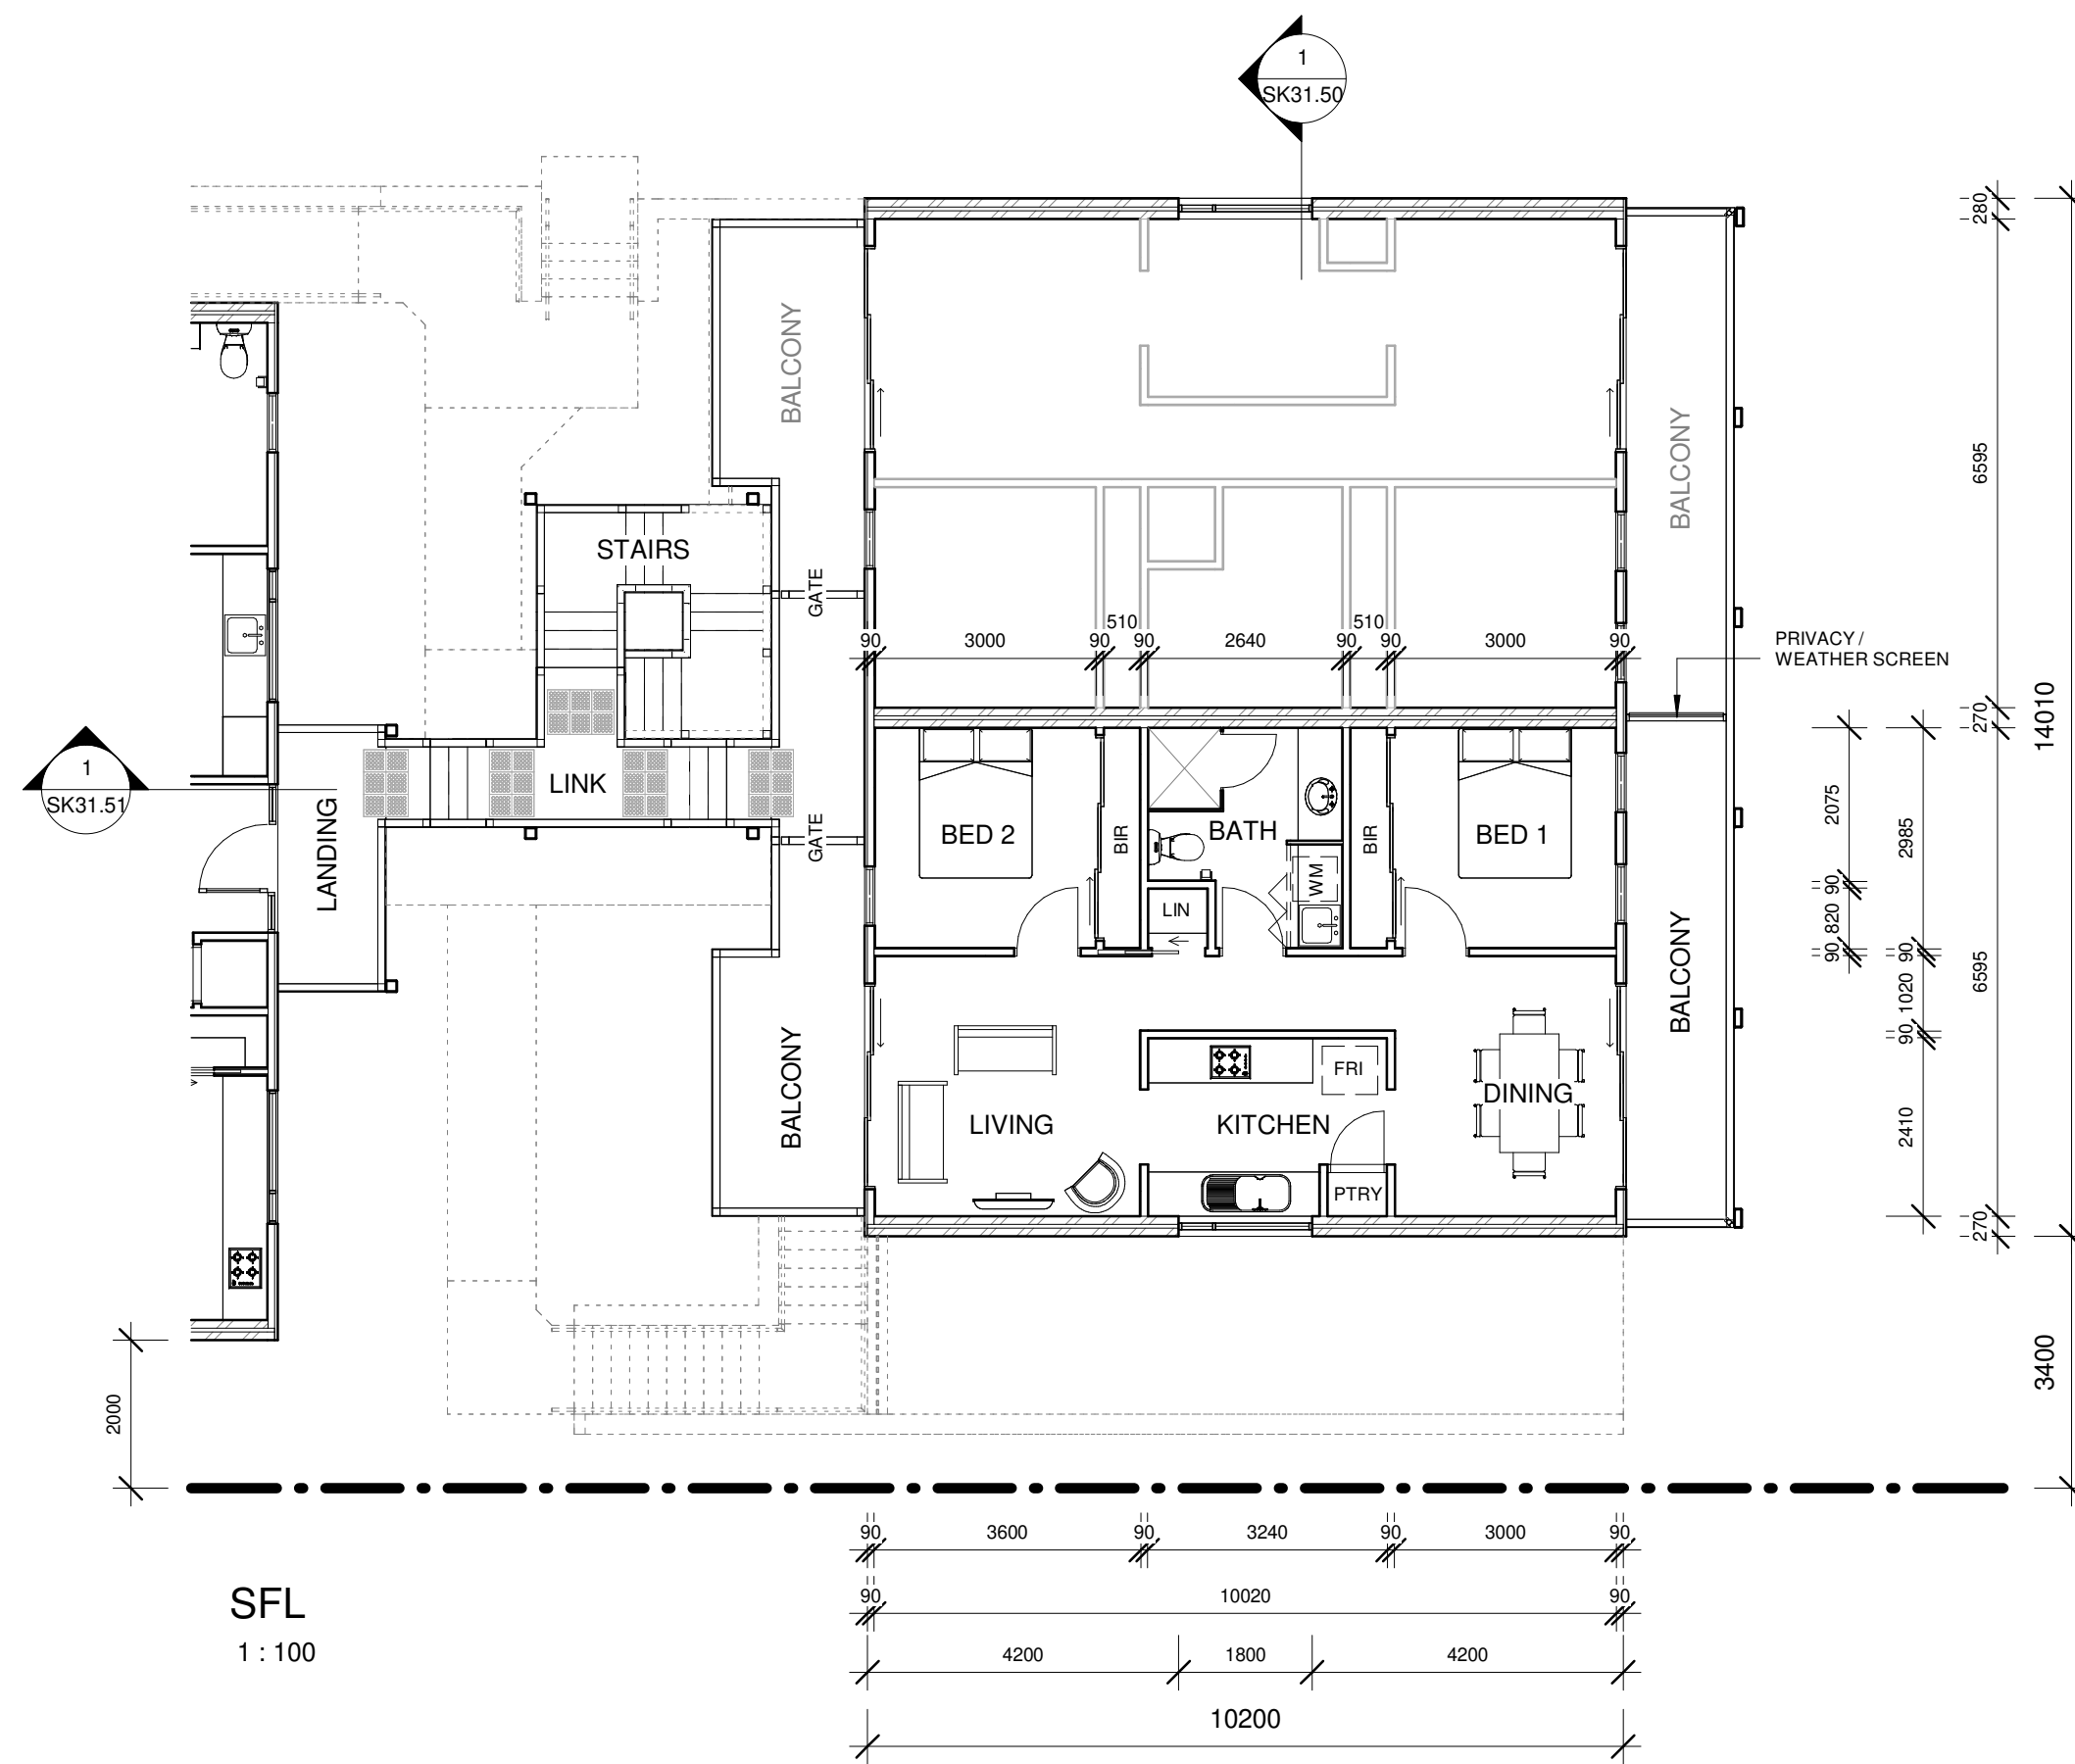 1
SK31.50
280
BALCONY
BALCONY
6595
STAIRS
GATE
510
510
90
3000
90
90
2640
90
90
3000
90
PRIVACY /
WEATHER SCREEN
270
14010
1
SK31.51
LINK
LANDING
GATE
BED 2
BIR
BATH
BIR
BED 1
WM
LIN
2075
2985
90
820
90
90
1020
90
6595
BALCONY
BALCONY
FRI
DINING
LIVING
KITCHEN
PTRY
2410
270
3400
2000
90
3600
90
3240
90
3000
90
SFL
1 : 100
90
10020
90
4200
1800
4200
10200